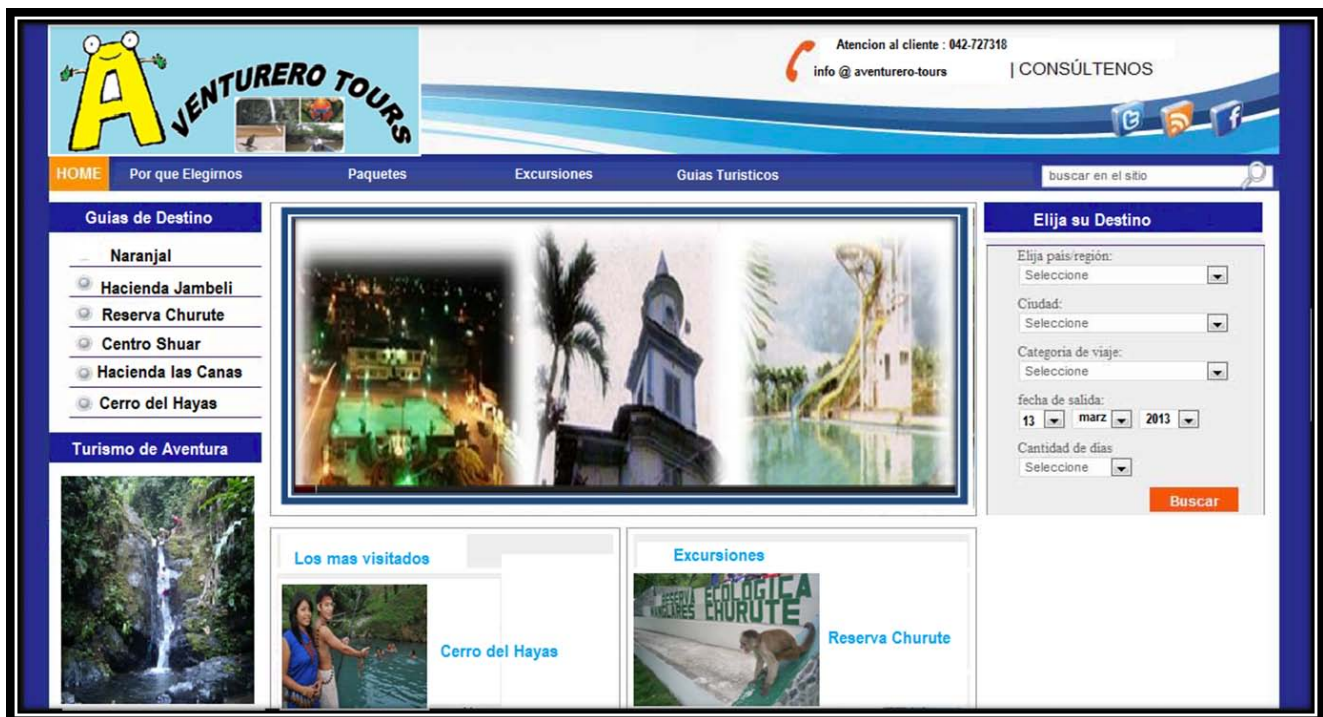 AVENTURERO TOURS
Atencion al cliente : 042-727318
info @ aventurero-tours
| CONSÚLTENOS
HOME
Por que Elegirnos
Paquetes
Excursiones
Guias Turisticos
buscar en el sitio
Guias de Destino
Naranjal
Hacienda Jambeli
Reserva Churute
Centro Shuar
Hacienda las Canas
Cerro del Hayas
Turismo de Aventura
Elija su Destino
Elija pais/región:
Seleccione
Ciudad:
Seleccione
Categoria de viaje:
Seleccione
fecha de salida:
13 marz 2013
Cantidad de dias
Seleccione
Buscar
Los mas visitados
Cerro del Hayas
Excursiones
RESERVA ECOLOGICA
MANGLARES CHURUTE
Reserva Churute